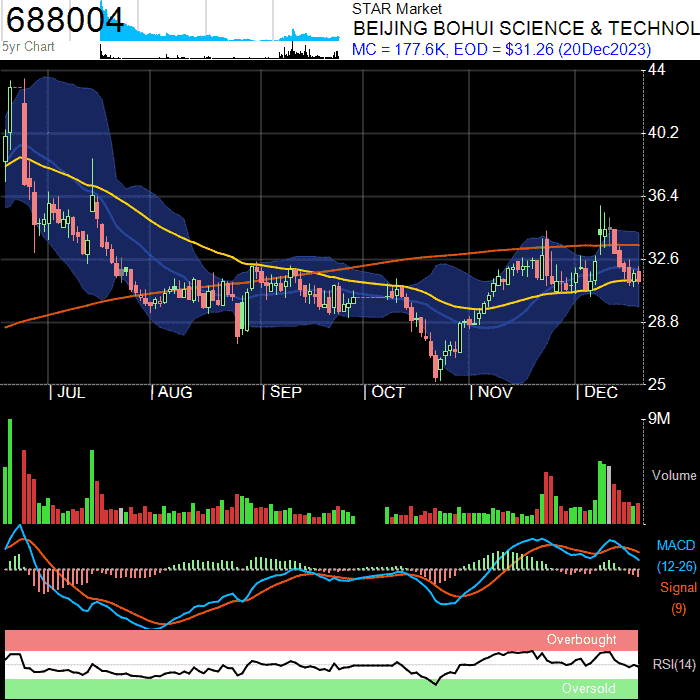 688004
5yr Chart
STAR Market
BEIJING BOHUI SCIENCE & TECHNOL
MC = 177.6K, EOD = $31.26 (20Dec2023)
44
40.2
36.4
32.6
28.8
25
| JUL | AUG | SEP | OCT | NOV | DEC
9M
Volume
MACD
(12-26)
Signal
(9)
Overbought
RSI(14)
Oversold